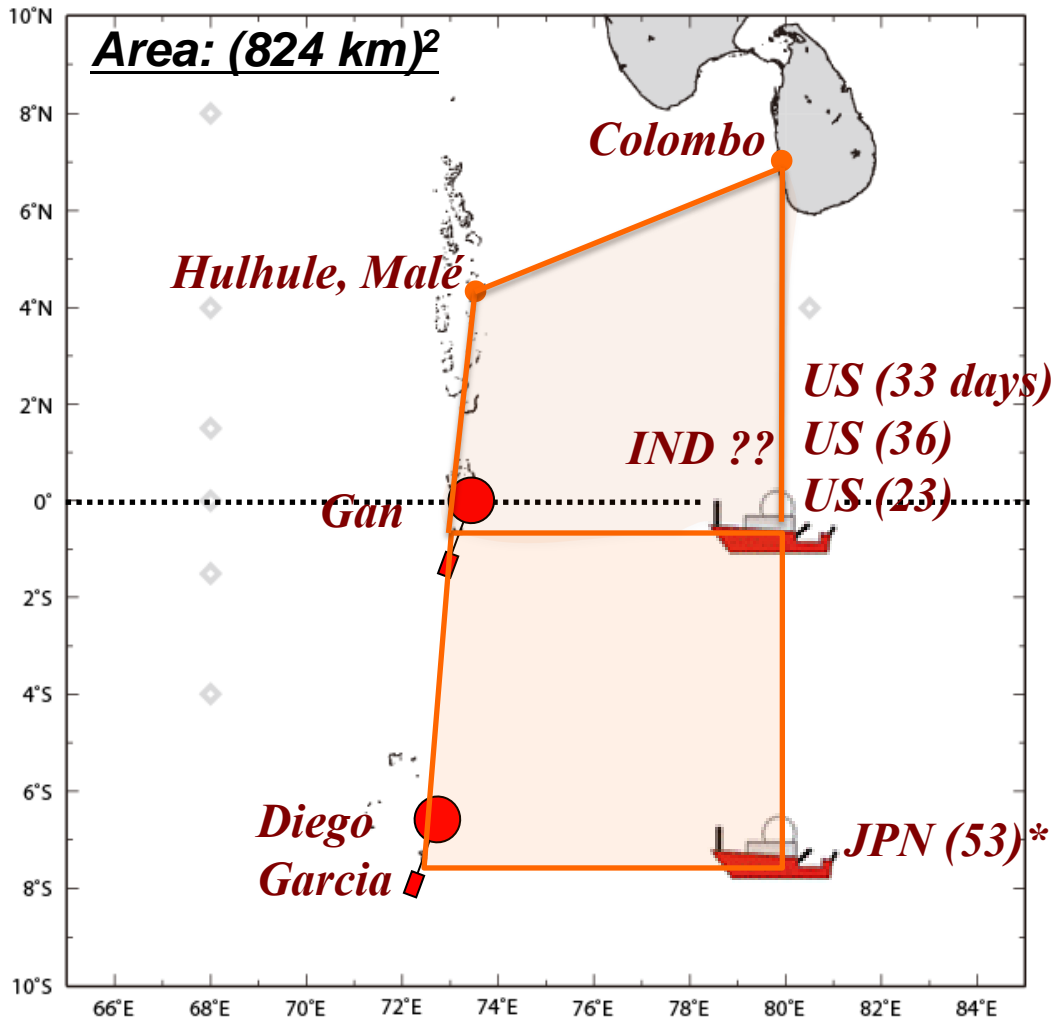 Area: (824 km)²
10°N
8°N
6°N
4°N
2°N
0°
2°S
4°S
6°S
8°S
10°S
Colombo
Hulhule, Malé
US (33 days)
IND ??
US (36)
Gan
US (23)
Diego
Garcia
JPN (53)*
66°E
68°E
70°E
72°E
74°E
76°E
78°E
80°E
82°E
84°E